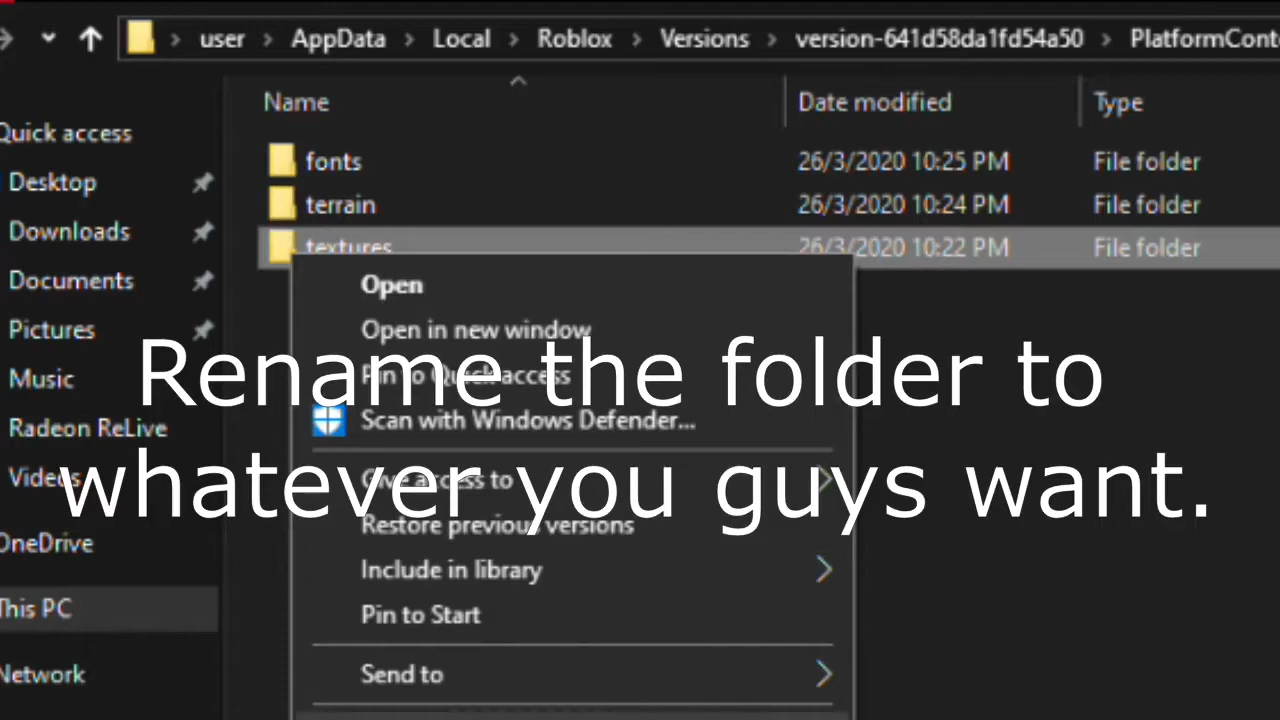 user > AppData > Local > Roblox > Versions > version-641d58da1fd54a50 >
Name Date modified Type
Quick access
fonts 26/3/2020 10:25 PM File folder
Desktop
terrain 26/3/2020 10:24 PM File folder
Downloads
textures 26/3/2020 10:22 PM File folder
Documents
Open
Pictures
Open in new window
Music
Pin to Quick access
Rename the folder to
Radeon ReLive
Scan with Windows Defender...
Videos
Give access to
whatever you guys want.
Restore previous versions
OneDrive
Include in library
This PC
Pin to Start
Network
Send to